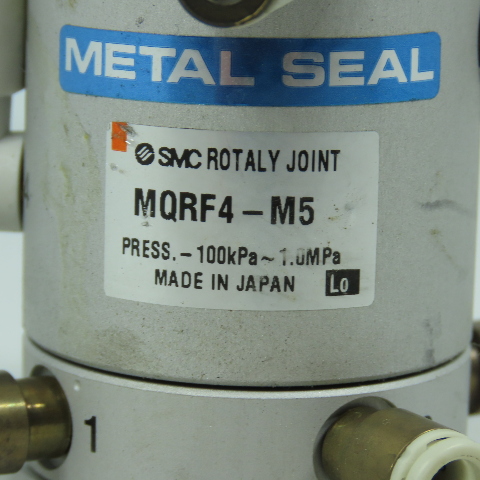 METAL SEAL
SMC ROTALY JOINT
MQRF4-M5
PRESS.-100kPa~1.0MPa
MADE IN JAPAN Lo
1